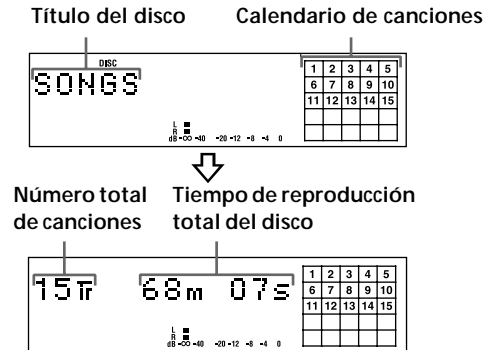 Título del disco Calendario de canciones
DISC
SONGS
1 2 3 4 5
6 7 8 9 10
11 12 13 14 15
L
R
dB -∞ -40 -20 -12 -8 -4 0
Número total de canciones
Tiempo de reproducción total del disco
15Tr 68m 07s
1 2 3 4 5
6 7 8 9 10
11 12 13 14 15
L
R
dB -∞ -40 -20 -12 -8 -4 0